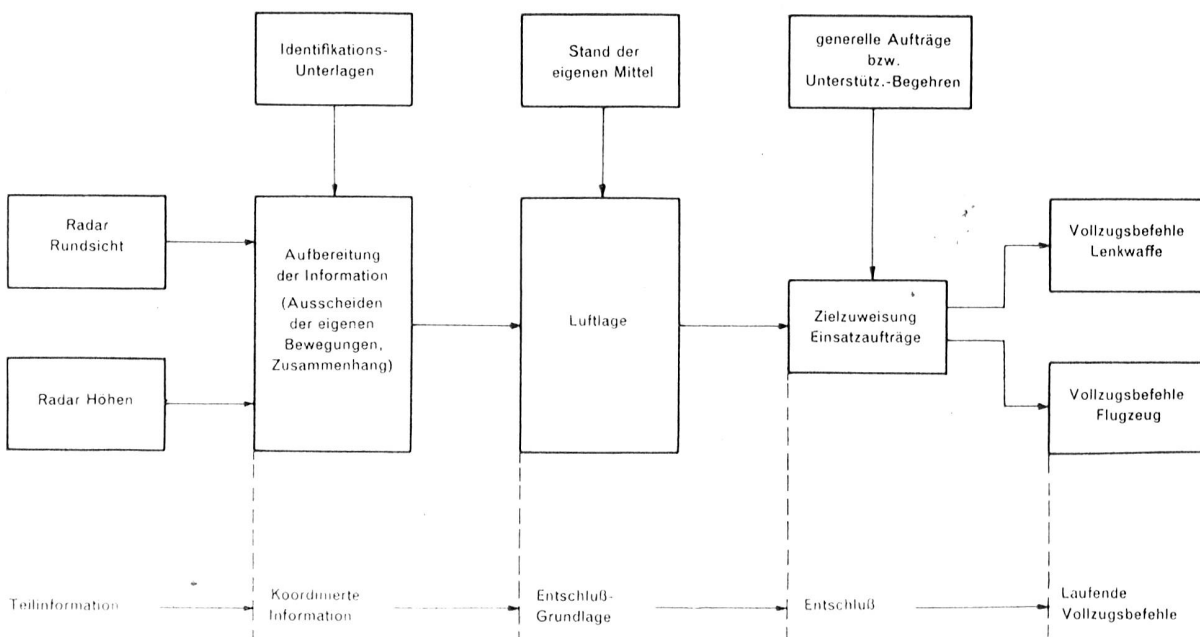 Identifikations-
Unterlagen
Stand der
eigenen Mittel
generelle Aufträge
bzw.
Unterstütz.-Begehren
Radar
Rundsicht
Radar Höhen
Aufbereitung
der Information
(Ausscheiden
der eigenen
Bewegungen,
Zusammenhang)
Luftlage
Zielzuweisung
Einsatzaufträge
Vollzugsbefehle
Lenkwaffe
Vollzugsbefehle
Flugzeug
Teilinformation
Koordinierte
Information
Entschluß-
Grundlage
Entschluß
Laufende
Vollzugsbefehle